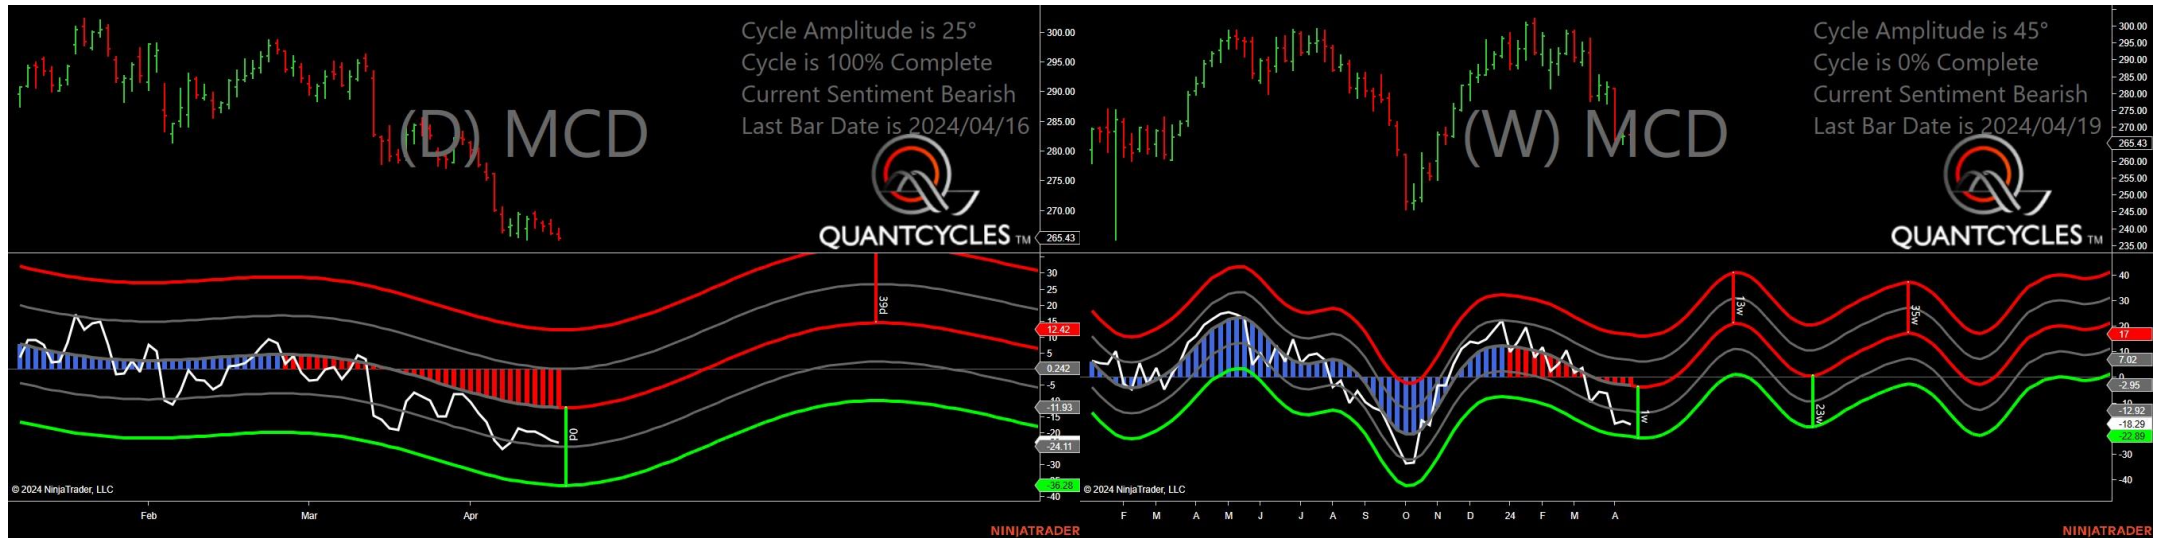 Cycle Amplitude is 25°
Cycle is 100% Complete
Current Sentiment Bearish
Last Bar Date is 2024/04/16
(D) MCD
QUANTCYCLES TM
300.00
295.00
290.00
285.00
280.00
275.00
270.00
265.43
39d
0d
30
25
20
15
12.42
10
5
0.242
-5
-11.93
-15
-20
-24.11
-30
-36.28
-40
© 2024 NinjaTrader, LLC
Feb Mar Apr
NINJATRADER
Cycle Amplitude is 45°
Cycle is 0% Complete
Current Sentiment Bearish
Last Bar Date is 2024/04/19
(W) MCD
QUANTCYCLES TM
300.00
295.00
290.00
285.00
280.00
275.00
270.00
265.43
260.00
255.00
250.00
245.00
240.00
235.00
13w
35w
1w
23w
40
30
20
17
10
7.02
0
-2.95
-10
-12.92
-18.29
-22.89
-30
-40
© 2024 NinjaTrader, LLC
F M A M J J A S O N D 24 F M A
NINJATRADER